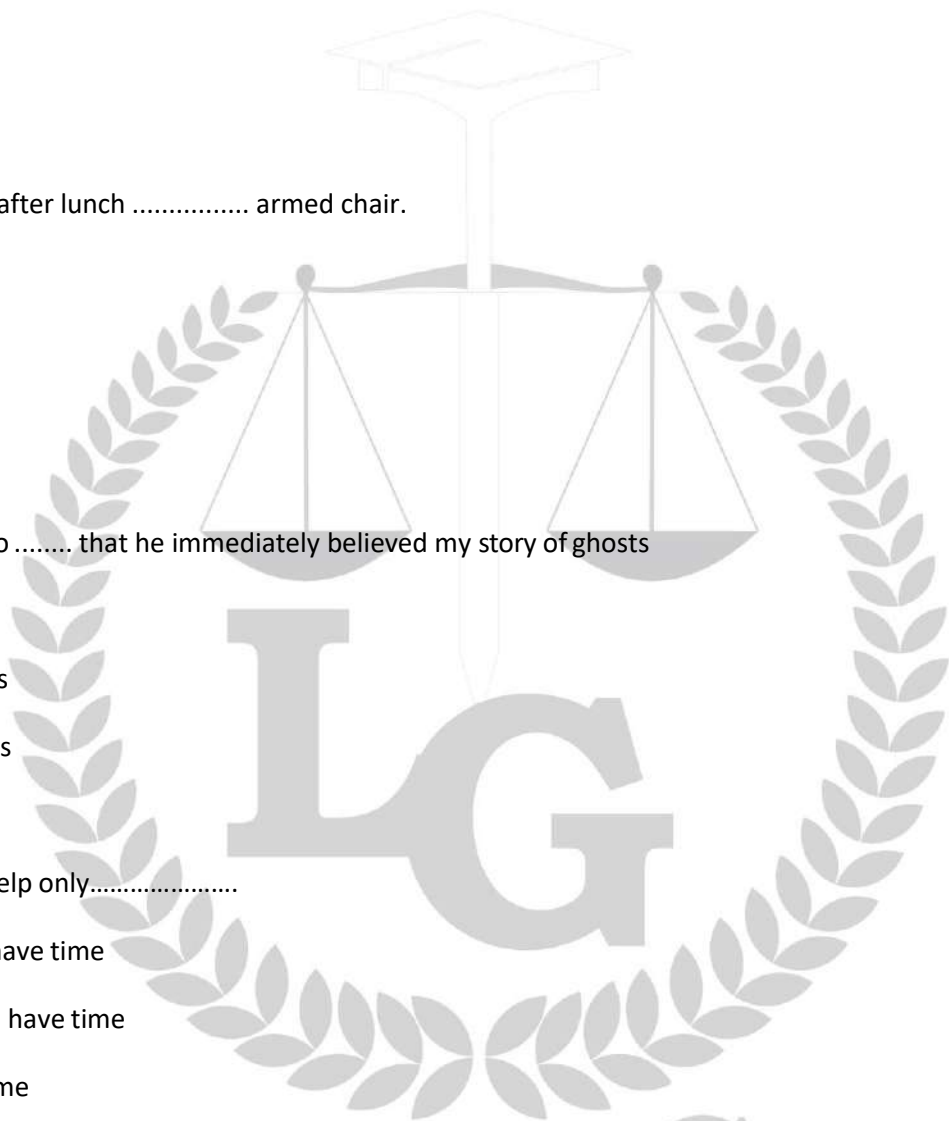 after lunch ................ armed chair.
o ........ that he immediately believed my story of ghosts
s
s
elp only.....................
have time
have time
me
LG